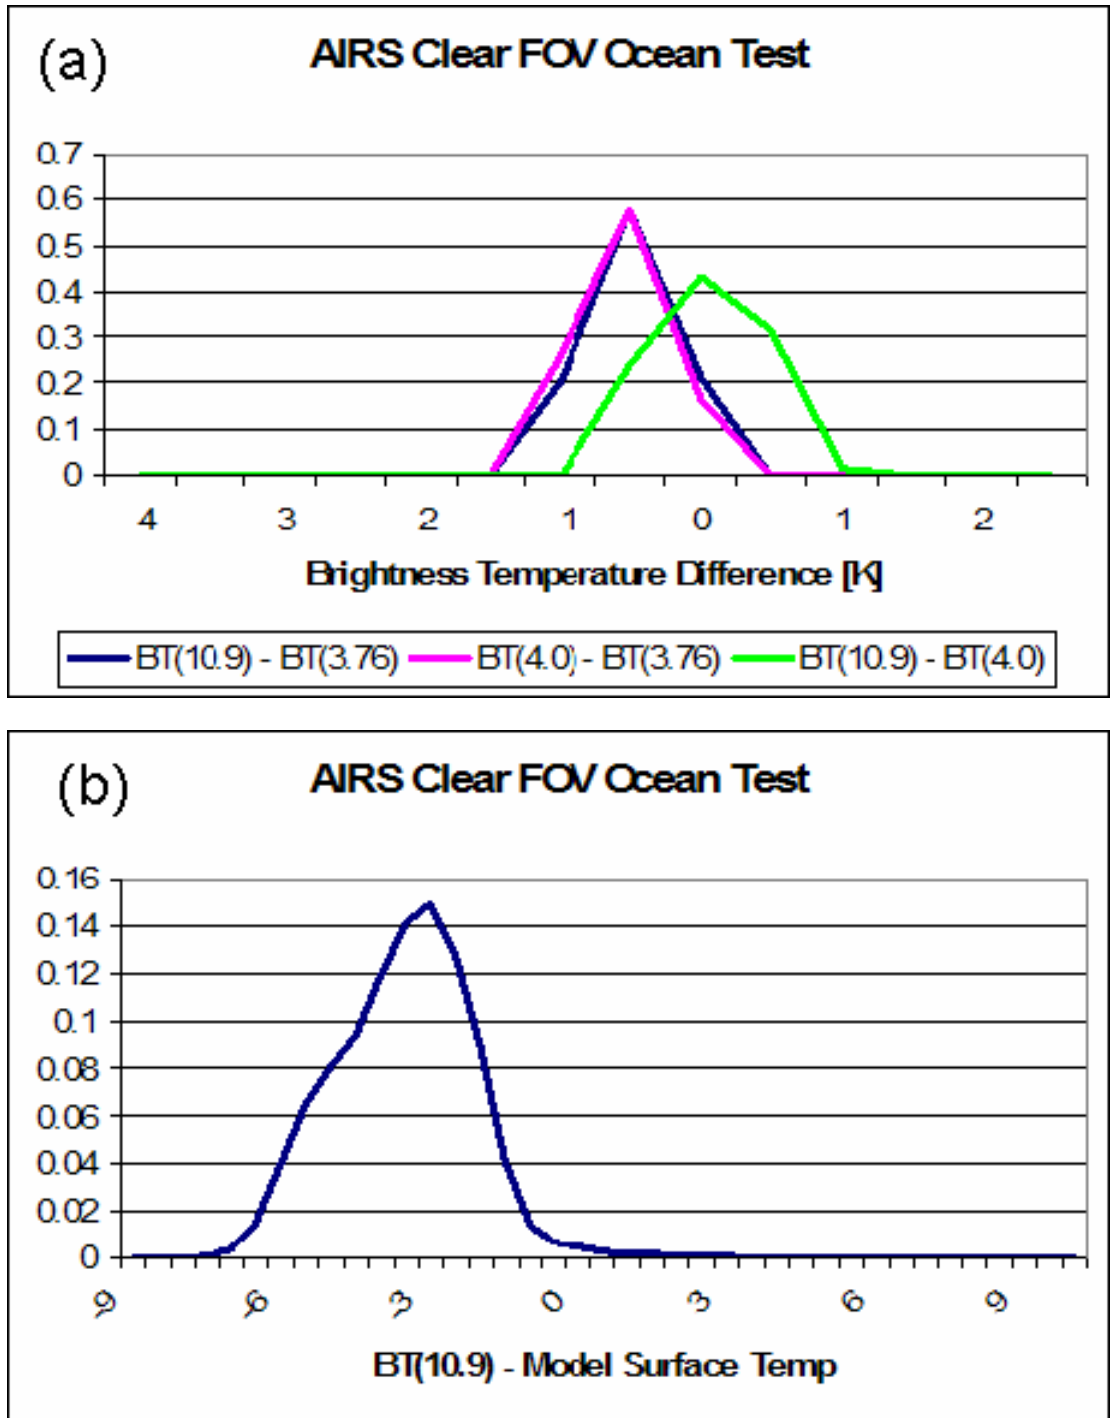 (a)
AIRS Clear FOV Ocean Test
0.7
0.6
0.5
0.4
0.3
0.2
0.1
0
4 3 2 1 0 1 2
Brightness Temperature Difference [K]
BT(10.9) - BT(3.76) BT(4.0) - BT(3.76) BT(10.9) - BT(4.0)
(b)
AIRS Clear FOV Ocean Test
0.16
0.14
0.12
0.1
0.08
0.06
0.04
0.02
0
-9 -6 -3 0 3 6 9
BT(10.9) - Model Surface Temp